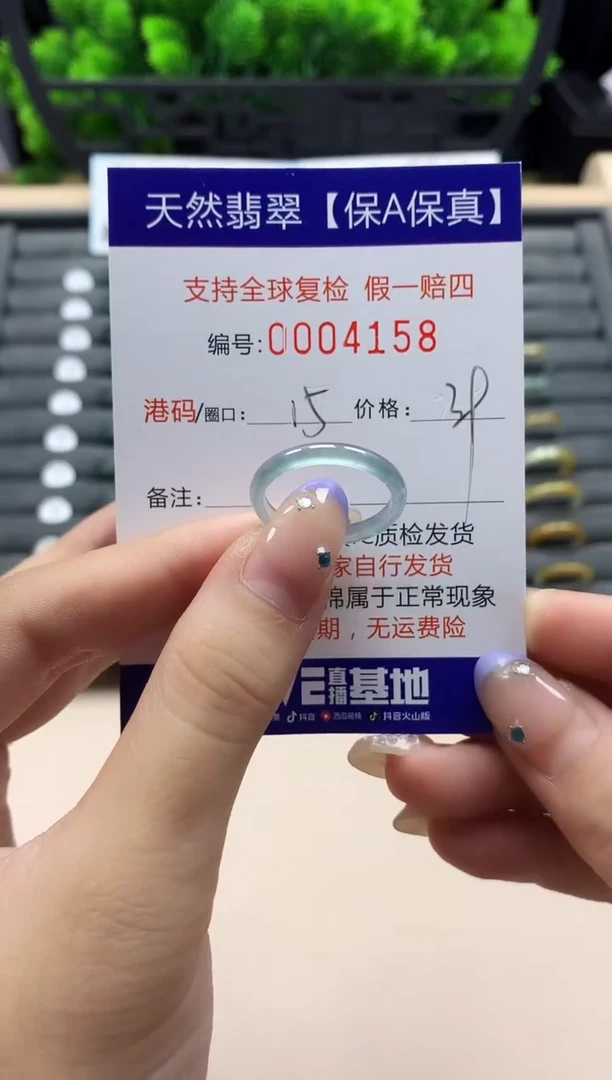 天然翡翠【保A保真】
支持全球复检 假一赔四
编号:0004158
港码/圈口: 15 价格:
备注:
质检发货
家自行发货
棉属于正常现象
期，无运费险
直播基地
抖音 西瓜视频 抖音火山版